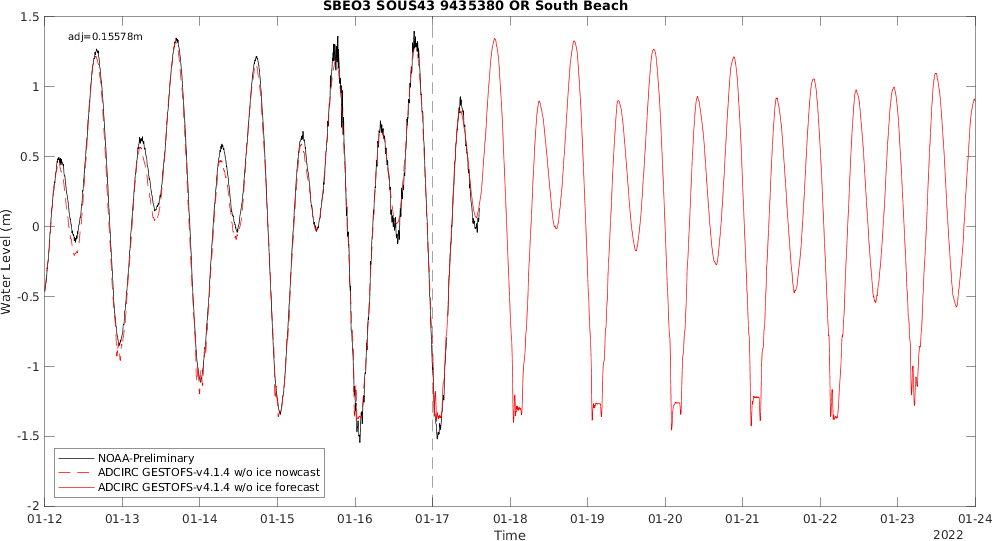 SBEO3 SOUS43 9435380 OR South Beach
adj=0.15578m
1.5
1
0.5
0
-0.5
-1
-1.5
-2
Water Level (m)
NOAA-Preliminary
ADCIRC GESTOFS-v4.1.4 w/o ice nowcast
ADCIRC GESTOFS-v4.1.4 w/o ice forecast
01-12 01-13 01-14 01-15 01-16 01-17 01-18 01-19 01-20 01-21 01-22 01-23 01-24
Time
2022